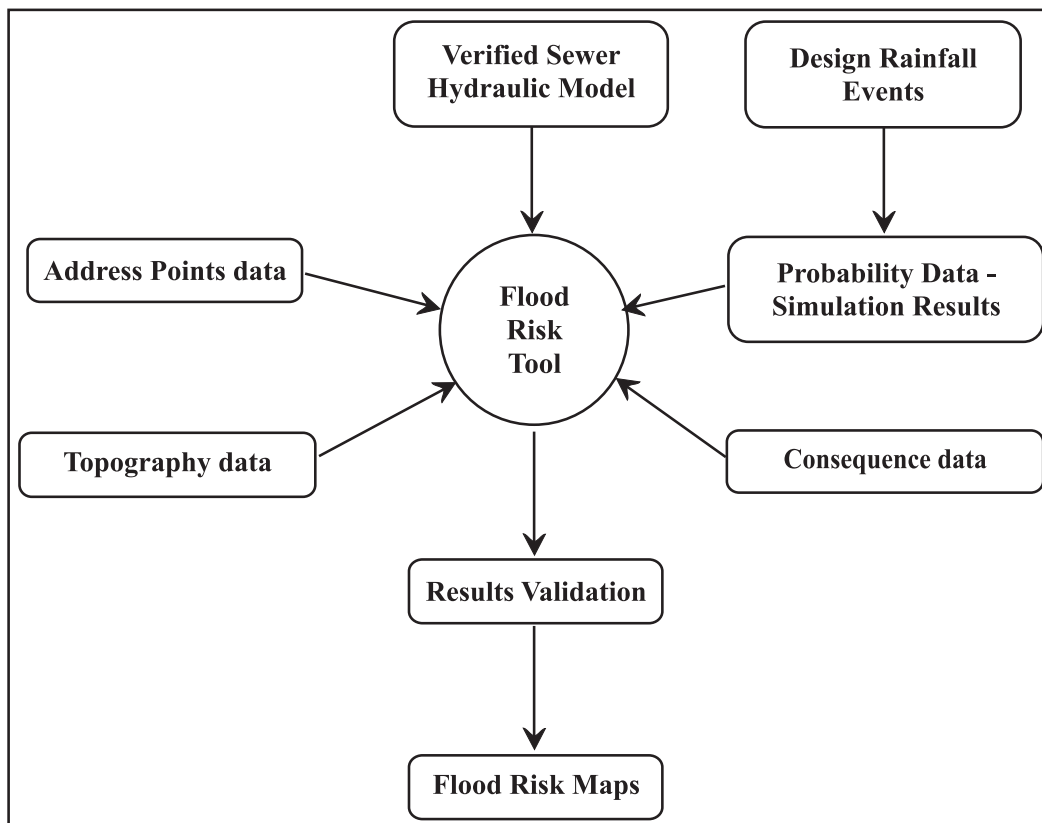 Verified Sewer
Hydraulic Model
Design Rainfall
Events
Address Points data
Flood
Risk
Tool
Probability Data -
Simulation Results
Topography data
Consequence data
Results Validation
Flood Risk Maps